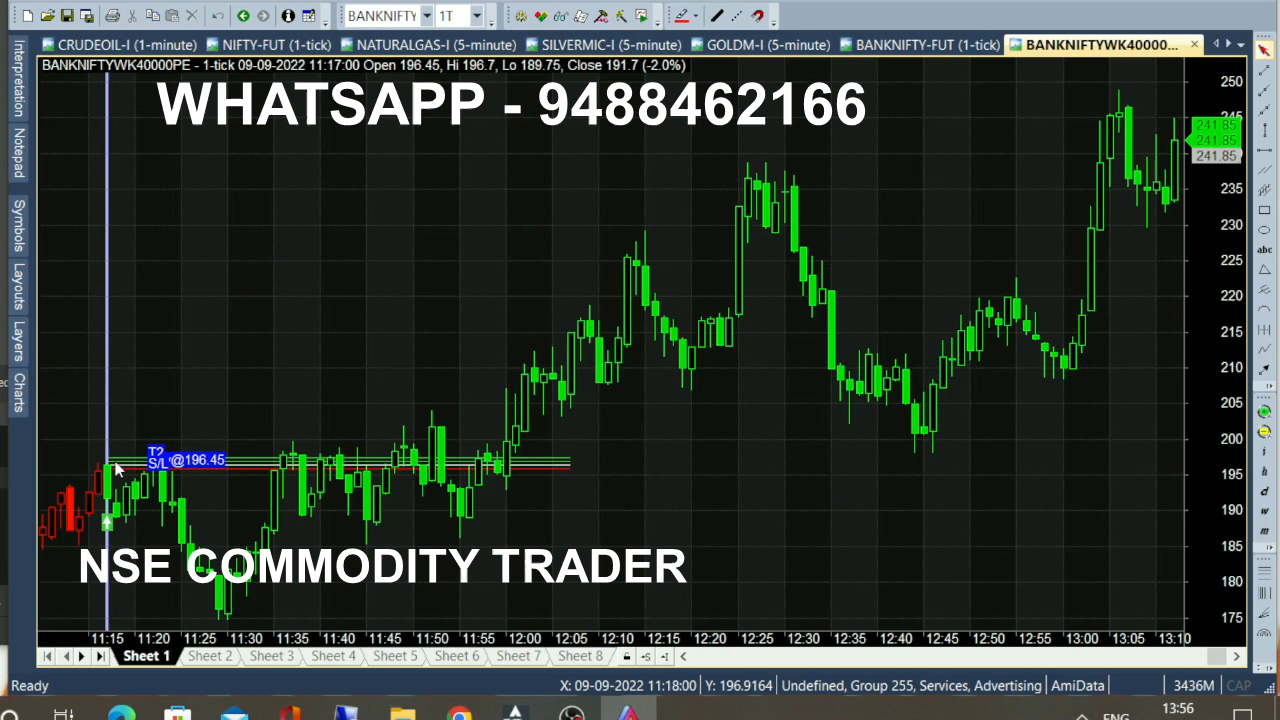 BANKNIFTY
1T
CRUDEOIL-I (1-minute)
NIFTY-FUT (1-tick)
NATURALGAS-I (5-minute)
SILVERMIC-I (5-minute)
GOLDM-I (5-minute)
BANKNIFTY-FUT (1-tick)
BANKNIFTYWK40000...
BANKNIFTYWK40000PE - 1-tick 09-09-2022 11:17:00 Open 196.45, Hi 196.7, Lo 189.75, Close 191.7 (-2.0%)
WHATSAPP - 9488462166
Interpretation
Notepad
Symbols
Layouts
Layers
Charts
250
245
241.85
241.85
241.85
235
230
225
220
215
210
205
200
195
190
185
180
175
T2
S/L @196.45
NSE COMMODITY TRADER
11:15 11:20 11:25 11:30 11:35 11:40 11:45 11:50 11:55 12:00 12:05 12:10 12:15 12:20 12:25 12:30 12:35 12:40 12:45 12:50 12:55 13:00 13:05 13:10
Sheet 1 Sheet 2 Sheet 3 Sheet 4 Sheet 5 Sheet 6 Sheet 7 Sheet 8
Ready
X: 09-09-2022 11:18:00
Y: 196.9164
Undefined, Group 255, Services, Advertising
AmiData
3436M
CAP
abc
i
h
d
w
m
13:56
ENG